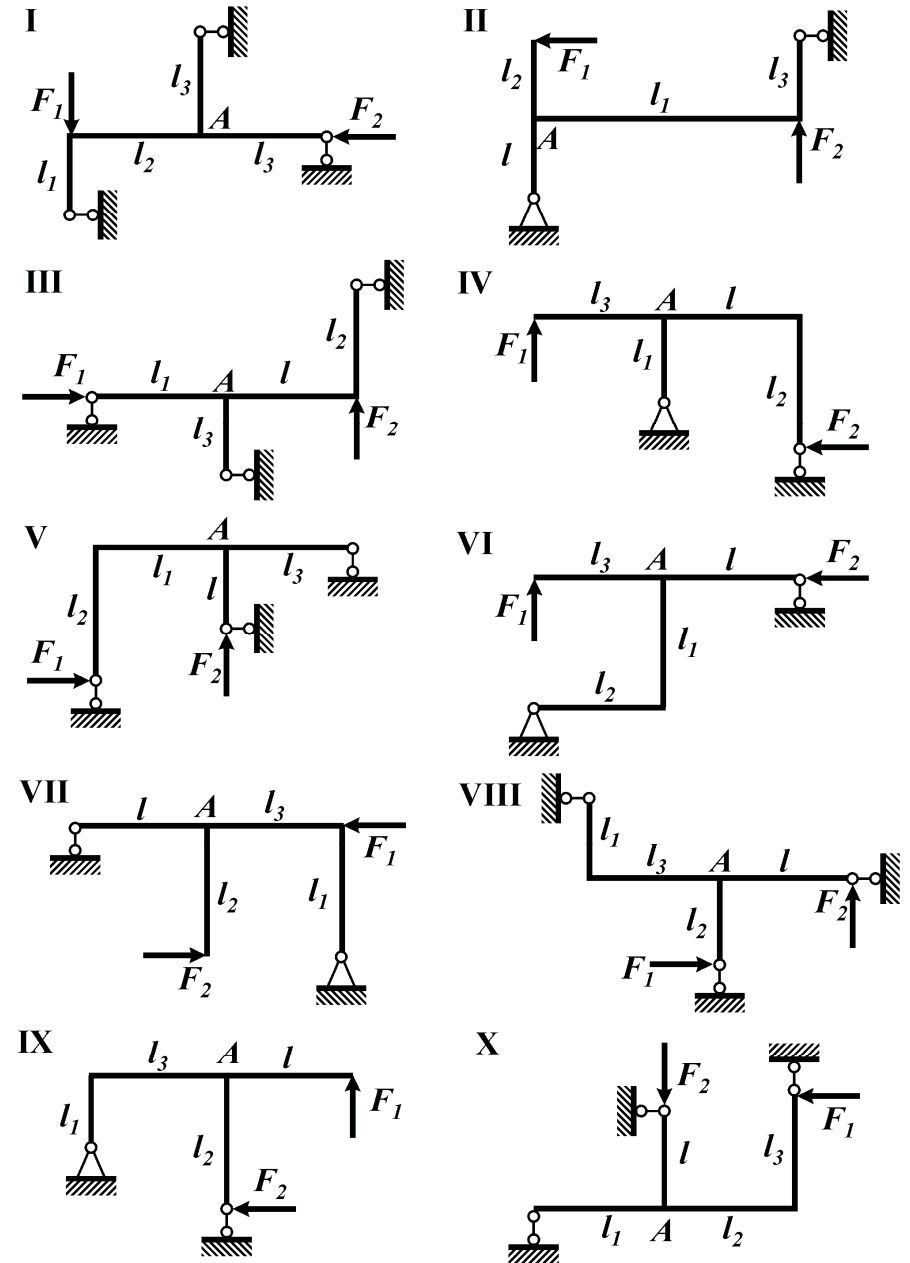 I
l₃
F₁
A
F₂
l₂
l₃
l₁
II
l₂
F₁
l₁
l₃
A
l
F₂
III
l₂
F₁
l₁
A
l
l₃
F₂
IV
l₃
A
l
F₁
l₁
l₂
F₂
V
A
l₁
l
l₃
l₂
F₁
F₂
VI
l₃
A
l
F₂
F₁
l₁
l₂
VII
l
A
l₃
F₁
l₂
l₁
F₂
VIII
l₁
l₃
A
l
l₂
F₂
F₁
IX
l₃
A
l
l₁
F₁
l₂
F₂
X
F₂
F₁
l
l₃
l₁
A
l₂